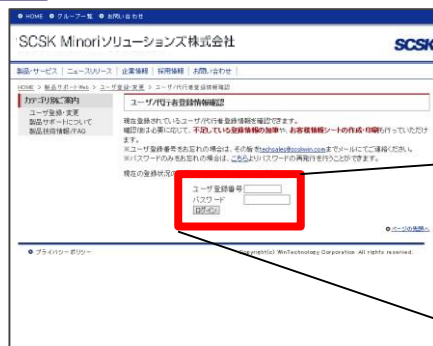 HOME グループ一覧 お問い合わせ
SCSK Minoriソリューションズ株式会社
SCSK
製品・サービス | ニュースリリース | 企業情報 | 採用情報 | お問い合わせ |
HOME > 製品サポートWeb > ユーザ登録・変更 > ユーザ/代行者登録情報確認
カテゴリ別ご案内
ユーザ登録・変更
製品サポートについて
製品技術情報/FAQ
ユーザ/代行者登録情報確認
現在登録されているユーザ/代行者登録情報を確認できます。
確認後は必要に応じて、不足している登録情報の加筆や、お客様情報シートの作成・印刷も行っていただけ
ます。
※ユーザ登録番号をお忘れの場合は、その旨をtechsales@scslwin.comまでメールにてご連絡ください。
※パスワードのみをお忘れの場合は、こちらよりパスワードの再発行を行うことができます。
現在の登録状況の
ユーザ登録番号
パスワード
ログイン
ページの先頭へ
プライバシーポリシー
Copyright(c) WinTechnology Corporation All rights reserved.